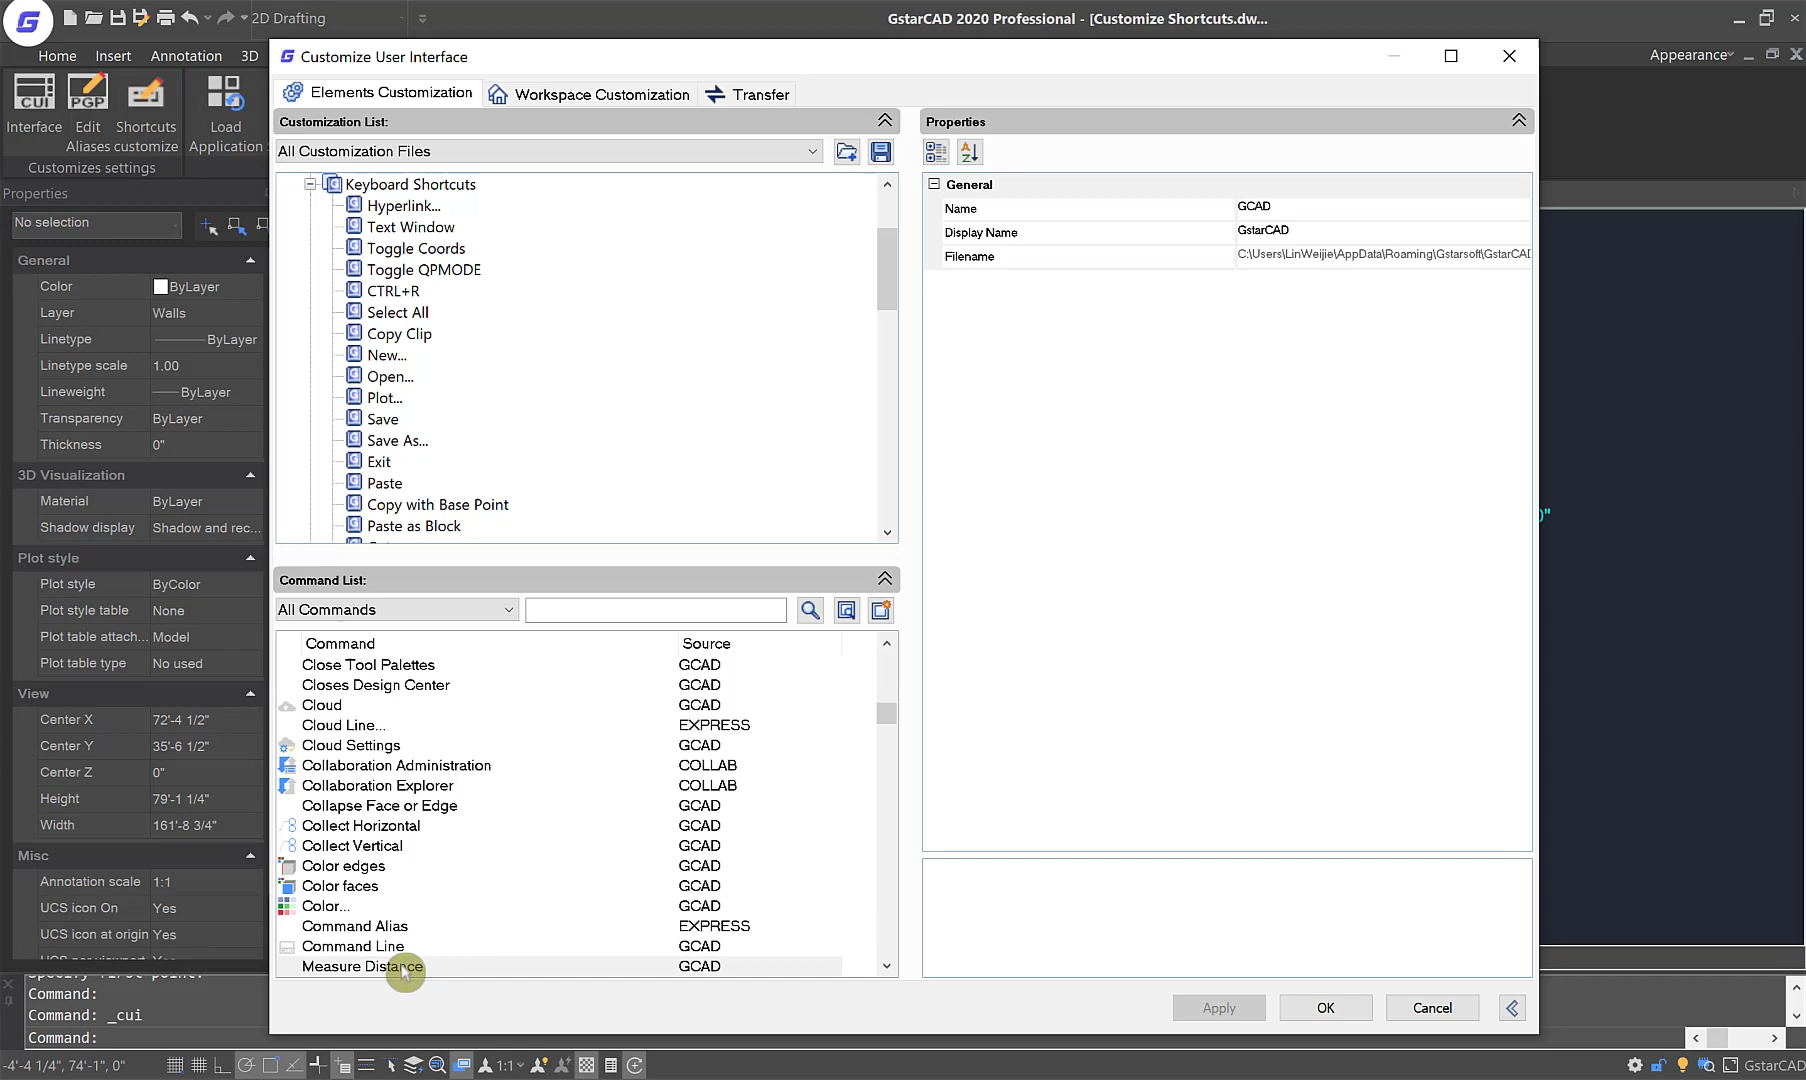 2D Drafting
GstarCAD 2020 Professional - [Customize Shortcuts.dw...
Home Insert Annotation 3D
Appearance
CUI
PGP
Interface Edit Shortcuts Load
Aliases customize Application
Customizes settings
Properties
No selection
General
Color ByLayer
Layer Walls
Linetype ByLayer
Linetype scale 1.00
Lineweight ByLayer
Transparency ByLayer
Thickness 0"
3D Visualization
Material ByLayer
Shadow display Shadow and rec...
Plot style
Plot style ByColor
Plot style table None
Plot table attach... Model
Plot table type No used
View
Center X 72'-4 1/2"
Center Y 35'-6 1/2"
Center Z 0"
Height 79'-1 1/4"
Width 161'-8 3/4"
Misc
Annotation scale 1:1
UCS icon On Yes
UCS icon at origin Yes
Customize User Interface
Elements Customization Workspace Customization Transfer
Customization List:
All Customization Files
Keyboard Shortcuts
Hyperlink...
Text Window
Toggle Coords
Toggle QPMODE
CTRL+R
Select All
Copy Clip
New...
Open...
Plot...
Save
Save As...
Exit
Paste
Copy with Base Point
Paste as Block
Command List:
All Commands
Command Source
Close Tool Palettes GCAD
Closes Design Center GCAD
Cloud GCAD
Cloud Line... EXPRESS
Cloud Settings GCAD
Collaboration Administration COLLAB
Collaboration Explorer COLLAB
Collapse Face or Edge GCAD
Collect Horizontal GCAD
Collect Vertical GCAD
Color edges GCAD
Color faces GCAD
Color... GCAD
Command Alias EXPRESS
Command Line GCAD
Measure Distance GCAD
Properties
General
Name GCAD
Display Name GstarCAD
Filename C:\Users\LinWeijie\AppData\Roaming\Gstarsoft\GstarCAD
Apply OK Cancel
Specify first point:
Command:
Command: _cui
Command:
-4'-4 1/4", 74'-1", 0"
1:1
GstarCAD